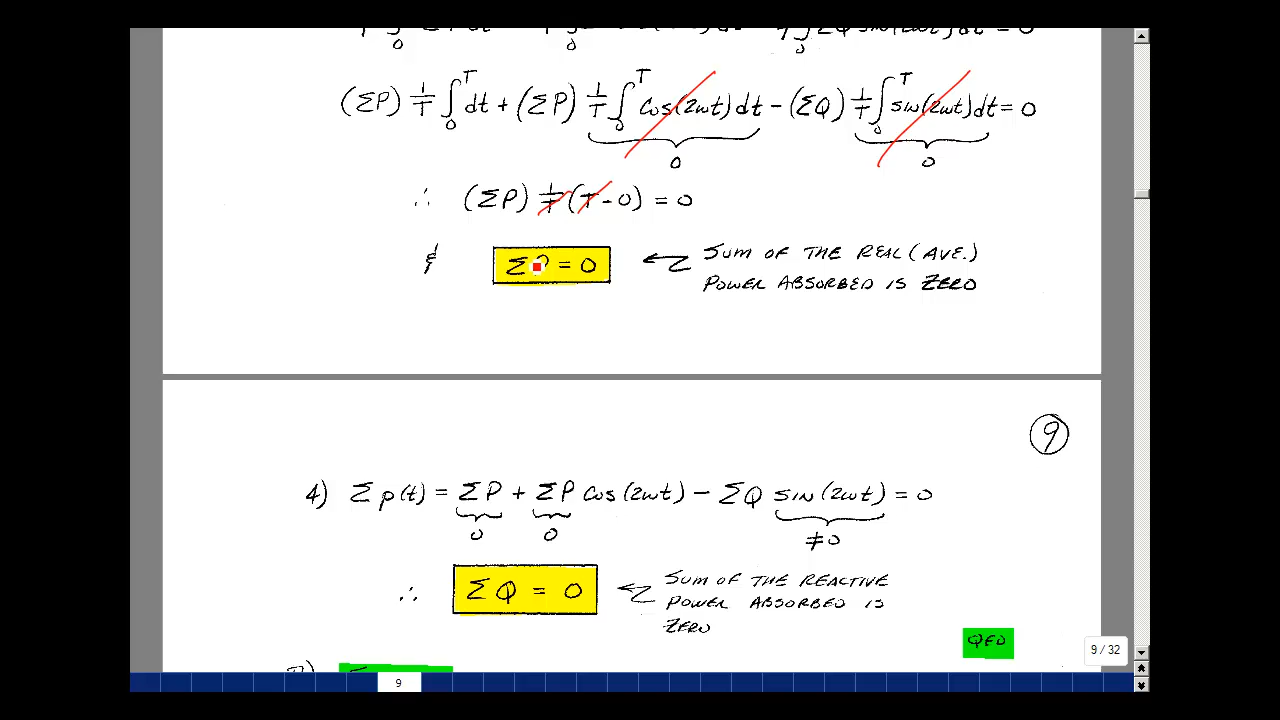 (ΣP) 1/T ∫₀ᵀ dt + (ΣP) 1/T ∫₀ᵀ cos(2ωt) dt - (ΣQ) 1/T ∫₀ᵀ sin(2ωt) dt = 0
0 0
∴ (ΣP) 1/T (T - 0) = 0
& ΣP = 0 SUM OF THE REAL (AVE.)
POWER ABSORBED IS ZERO
9
4) Σ p(t) = ΣP + ΣP cos(2ωt) - ΣQ sin(2ωt) = 0
0 0 ≠0
∴ ΣQ = 0 SUM OF THE REACTIVE
POWER ABSORBED IS
ZERO
QED
9 / 32
9